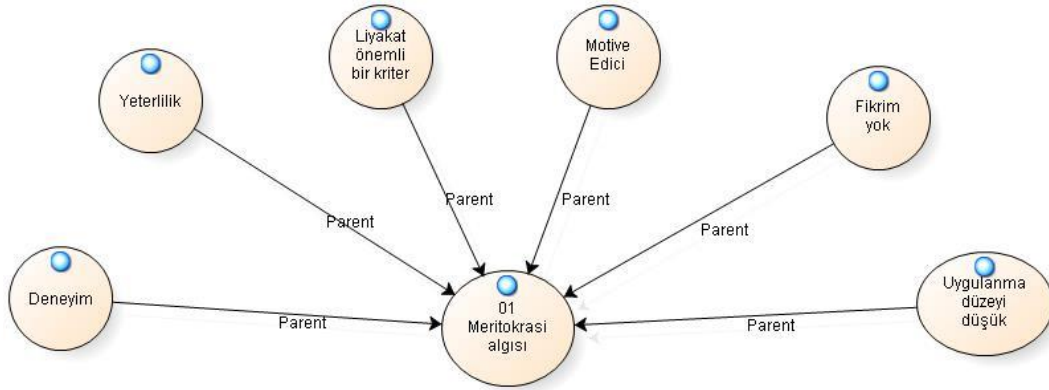 Liyakat
önemli
bir kriter
Motive
Edici
Yeterlilik
Fikrim
yok
Parent
Parent
Parent
Parent
Deneyim
Uygulanma
düzeyi
düşük
01
Meritokrasi
algısı
Parent
Parent